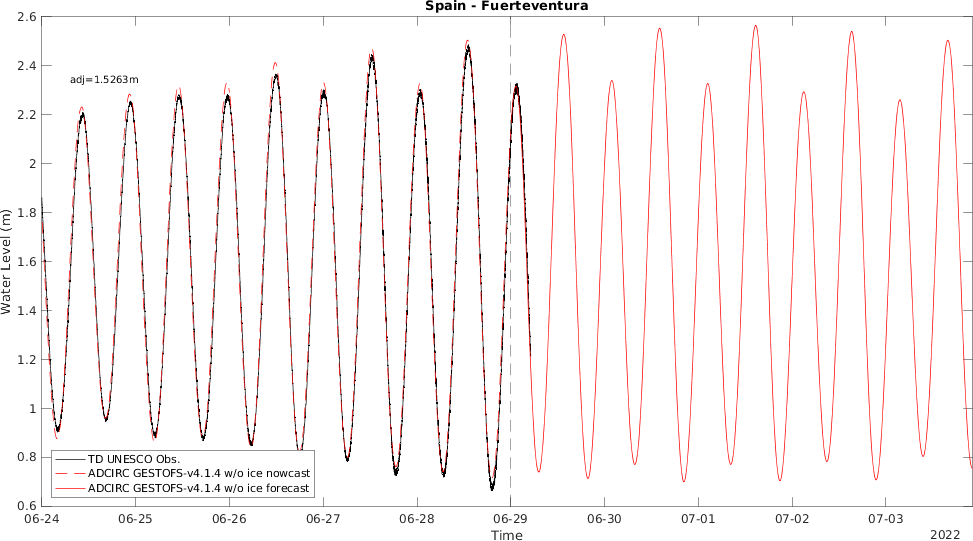 Spain - Fuerteventura
2.6
2.4
adj=1.5263m
2.2
2
1.8
Water Level (m)
1.6
1.4
1.2
1
0.8
TD UNESCO Obs.
ADCIRC GESTOFS-v4.1.4 w/o ice nowcast
ADCIRC GESTOFS-v4.1.4 w/o ice forecast
0.6
06-24 06-25 06-26 06-27 06-28 06-29 06-30 07-01 07-02 07-03
Time
2022